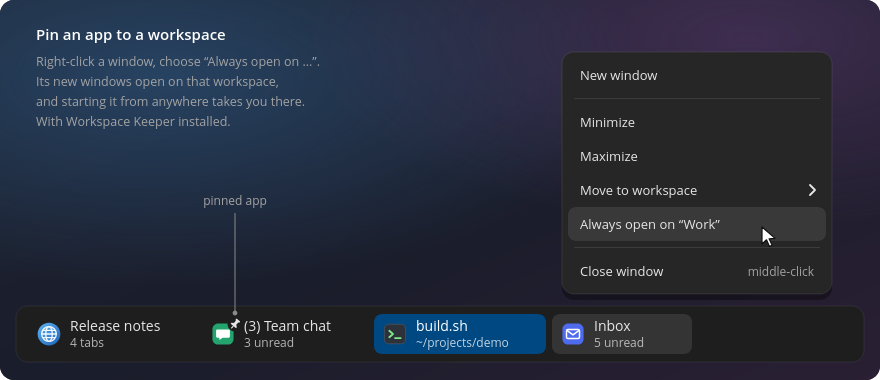 Pin an app to a workspace
Right-click a window, choose “Always open on …”.
Its new windows open on that workspace,
and starting it from anywhere takes you there.
With Workspace Keeper installed.
pinned app
New window
Minimize
Maximize
Move to workspace
Always open on “Work”
Close window middle-click
Release notes
4 tabs
(3) Team chat
3 unread
build.sh
~/projects/demo
Inbox
5 unread